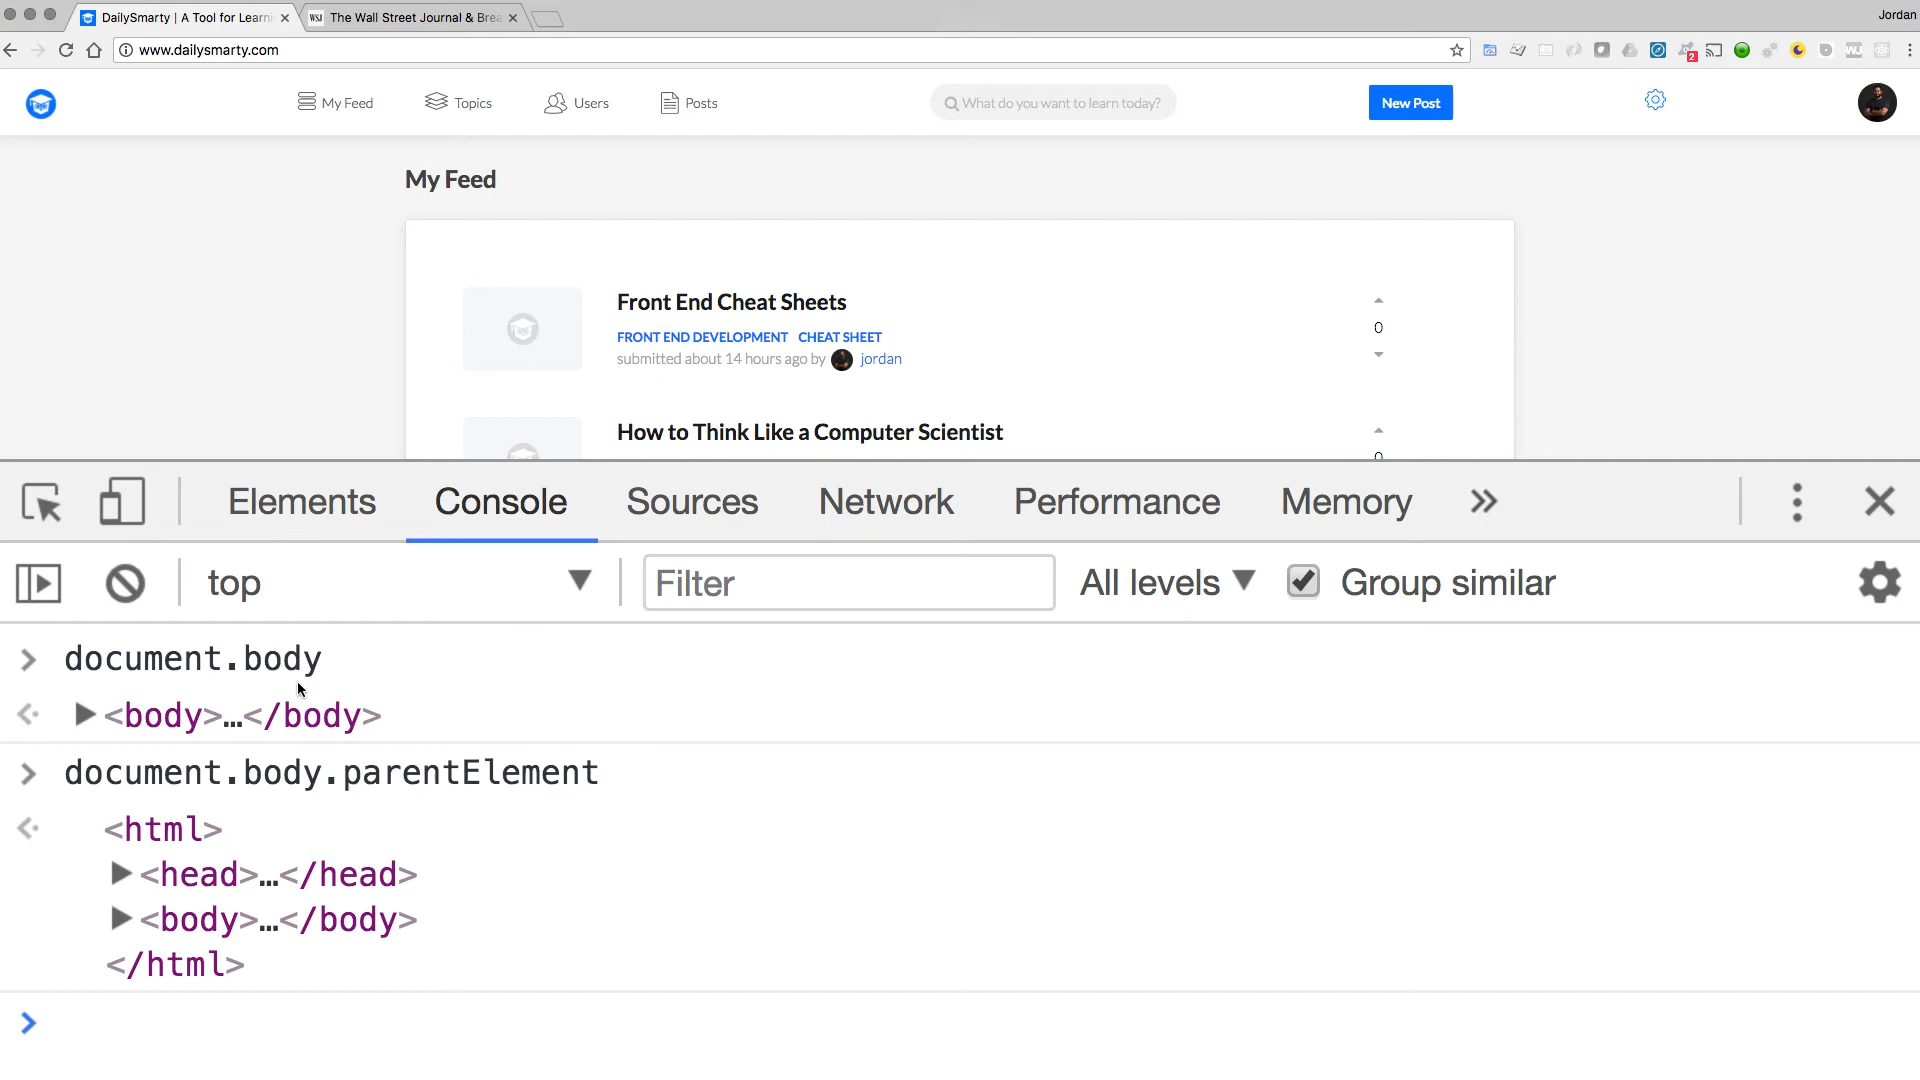 DailySmarty | A Tool for Learni
The Wall Street Journal & Brea
Jordan
www.dailysmarty.com
2
WJ
My Feed
Topics
Users
Posts
What do you want to learn today?
New Post
My Feed
Front End Cheat Sheets
FRONT END DEVELOPMENT CHEAT SHEET
submitted about 14 hours ago by jordan
0
How to Think Like a Computer Scientist
0
Elements
Console
Sources
Network
Performance
Memory
top
Filter
All levels
Group similar
document.body
<body>…</body>
document.body.parentElement
<html>
<head>…</head>
<body>…</body>
</html>